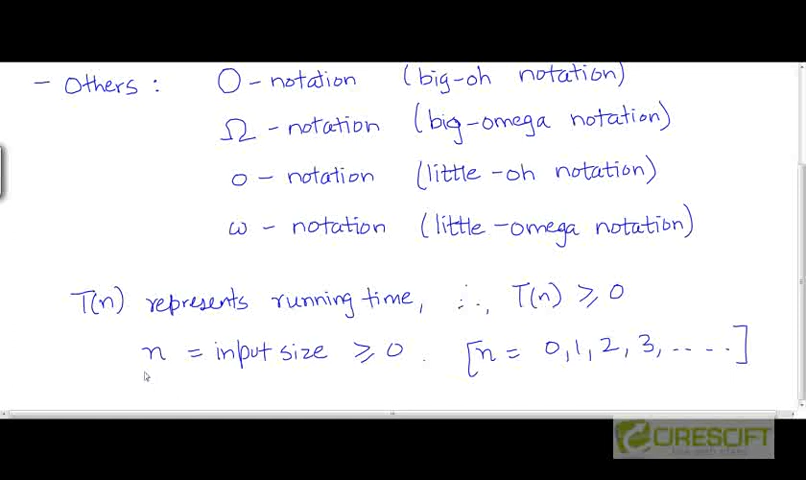 - Others : O - notation (big-oh notation)
Ω - notation (big-omega notation)
o - notation (little-oh notation)
ω - notation (little-omega notation)
T(n) represents running time, ∴, T(n) ≥ 0
n = input size ≥ 0 . [n = 0, 1, 2, 3, ......]
CIRESOFT